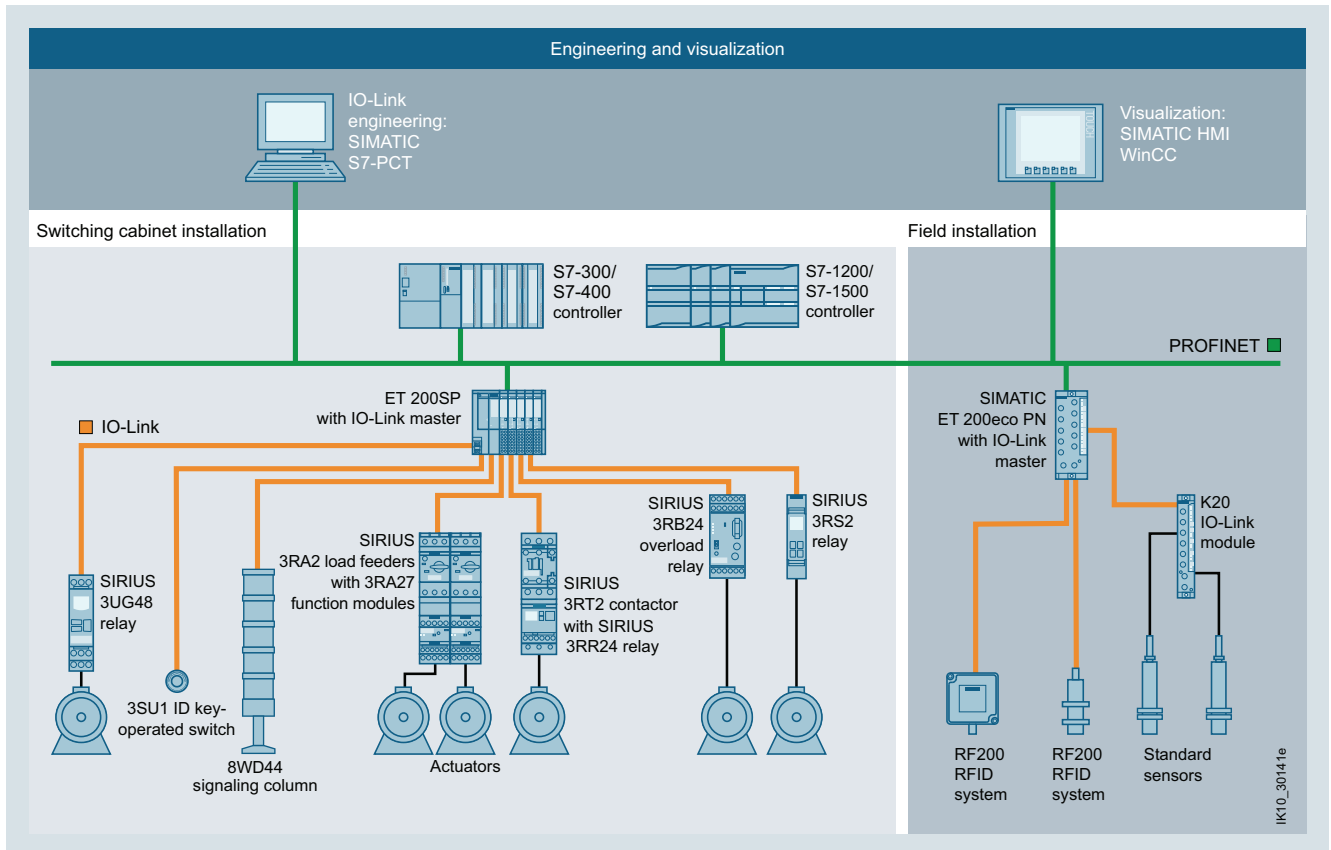 Engineering and visualization
IO-Link
engineering:
SIMATIC
S7-PCT
TOUCH
Visualization:
SIMATIC HMI
WinCC
Switching cabinet installation
Field installation
S7-300/
S7-400
controller
S7-1200/
S7-1500
controller
PROFINET
ET 200SP
with IO-Link master
SIMATIC
ET 200eco PN
with IO-Link
master
IO-Link
SIRIUS
3UG48
relay
3SU1 ID key-
operated switch
8WD44
signaling column
SIRIUS
3RA2 load feeders
with 3RA27
function modules
SIRIUS
3RT2 contactor
with SIRIUS
3RR24 relay
SIRIUS
3RB24
overload
relay
SIRIUS
3RS2
relay
K20
IO-Link
module
Actuators
RF200
RFID
system
RF200
RFID
system
Standard
sensors
IK10_30141e